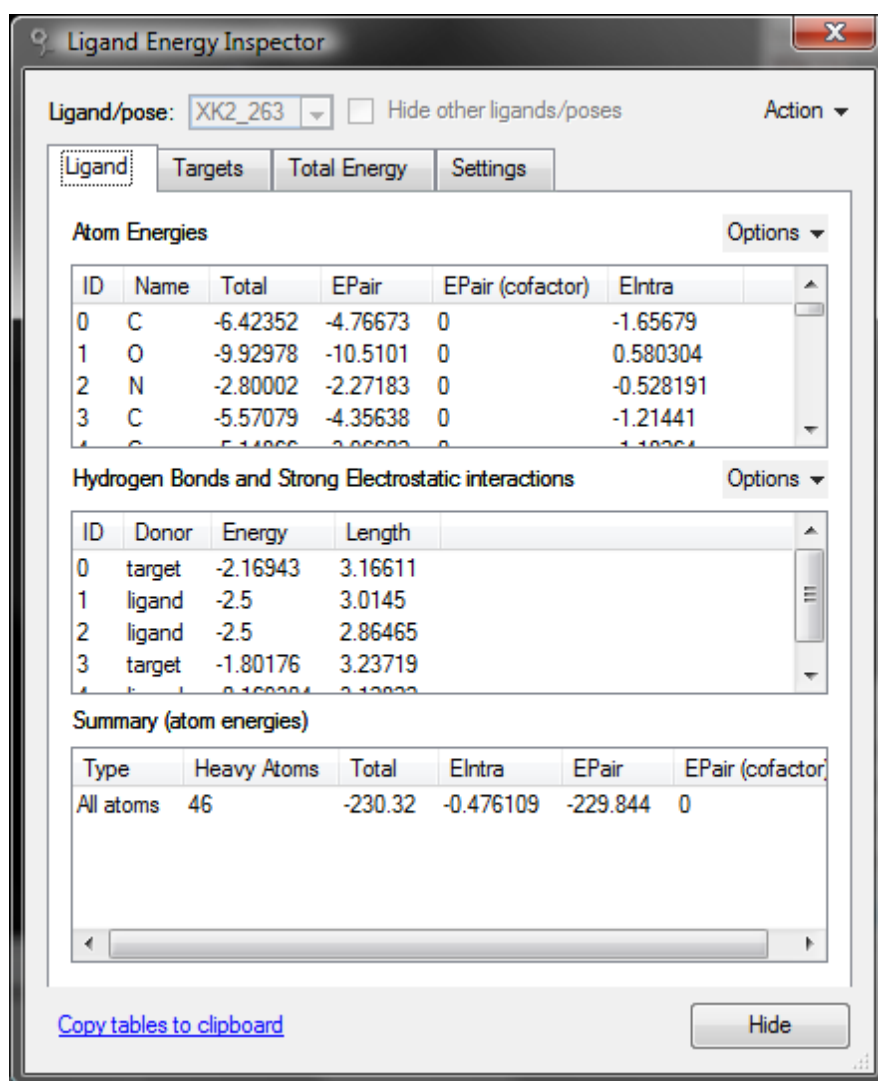 Ligand Energy Inspector
Ligand/pose: XK2_263 Hide other ligands/poses Action
Ligand Targets Total Energy Settings
Atom Energies Options
ID Name Total EPair EPair (cofactor) EIntra
0 C -6.42352 -4.76673 0 -1.65679
1 O -9.92978 -10.5101 0 0.580304
2 N -2.80002 -2.27183 0 -0.528191
3 C -5.57079 -4.35638 0 -1.21441
Hydrogen Bonds and Strong Electrostatic interactions Options
ID Donor Energy Length
0 target -2.16943 3.16611
1 ligand -2.5 3.0145
2 ligand -2.5 2.86465
3 target -1.80176 3.23719
Summary (atom energies)
Type Heavy Atoms Total EIntra EPair EPair (cofactor)
All atoms 46 -230.32 -0.476109 -229.844 0
Copy tables to clipboard Hide